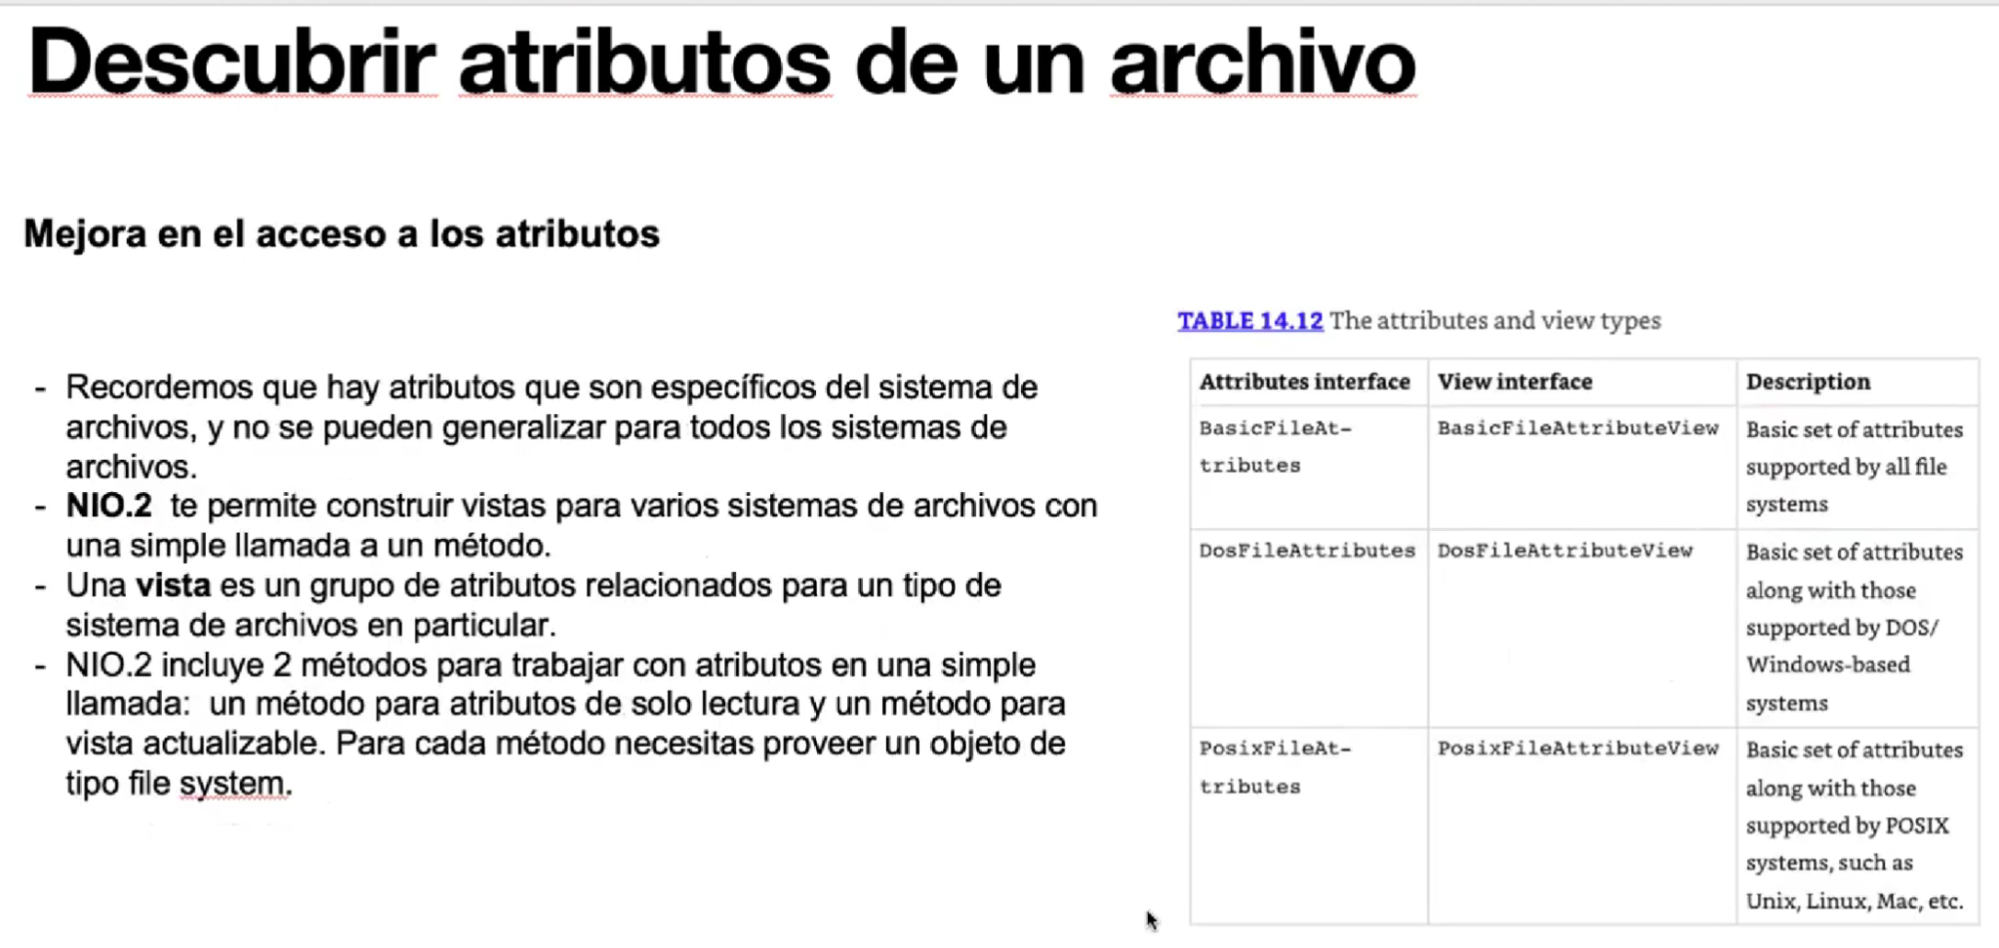 Descubrir atributos de un archivo
Mejora en el acceso a los atributos
- Recordemos que hay atributos que son específicos del sistema de
archivos, y no se pueden generalizar para todos los sistemas de
archivos.
- NIO.2  te permite construir vistas para varios sistemas de archivos con
una simple llamada a un método.
- Una vista es un grupo de atributos relacionados para un tipo de
sistema de archivos en particular.
- NIO.2 incluye 2 métodos para trabajar con atributos en una simple
llamada:  un método para atributos de solo lectura y un método para
vista actualizable. Para cada método necesitas proveer un objeto de
tipo file system.
TABLE 14.12 The attributes and view types
Attributes interface View interface Description
BasicFileAt- BasicFileAttributeView Basic set of attributes
tributes supported by all file
systems
DosFileAttributes DosFileAttributeView Basic set of attributes
along with those
supported by DOS/
Windows-based
systems
PosixFileAt- PosixFileAttributeView Basic set of attributes
tributes along with those
supported by POSIX
systems, such as
Unix, Linux, Mac, etc.